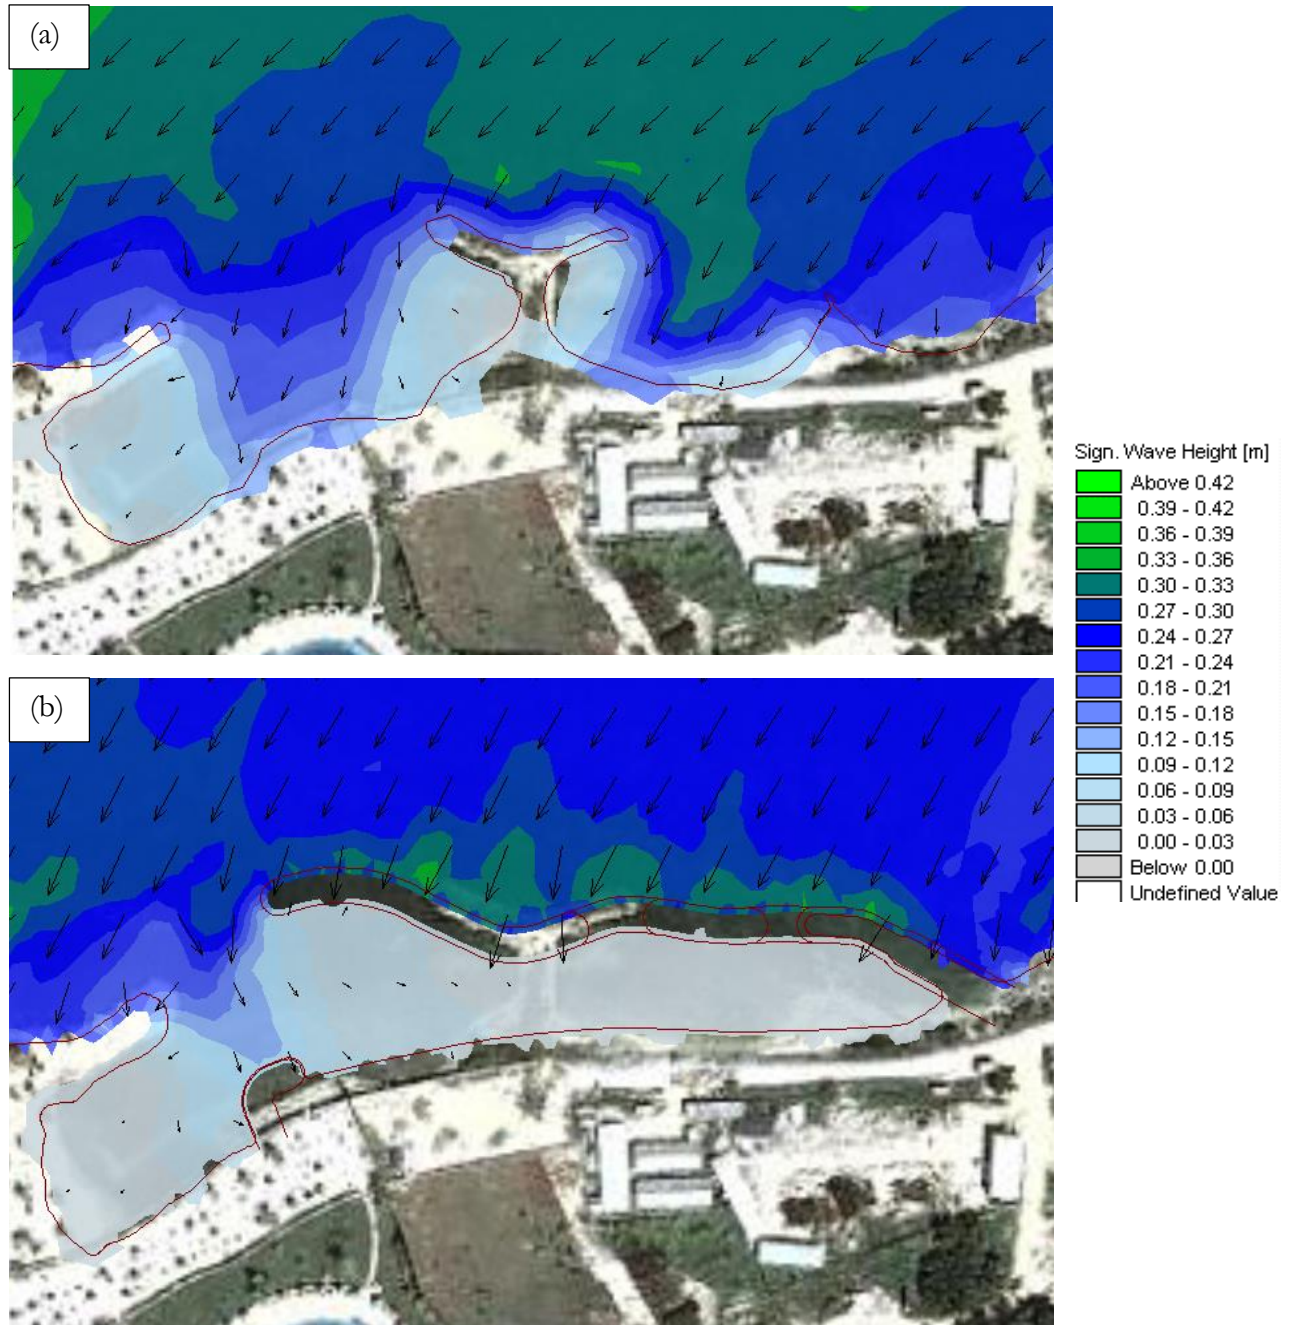 (a)
(b)
Sign. Wave Height [m]
Above 0.42
0.39 - 0.42
0.36 - 0.39
0.33 - 0.36
0.30 - 0.33
0.27 - 0.30
0.24 - 0.27
0.21 - 0.24
0.18 - 0.21
0.15 - 0.18
0.12 - 0.15
0.09 - 0.12
0.06 - 0.09
0.03 - 0.06
0.00 - 0.03
Below 0.00
Undefined Value